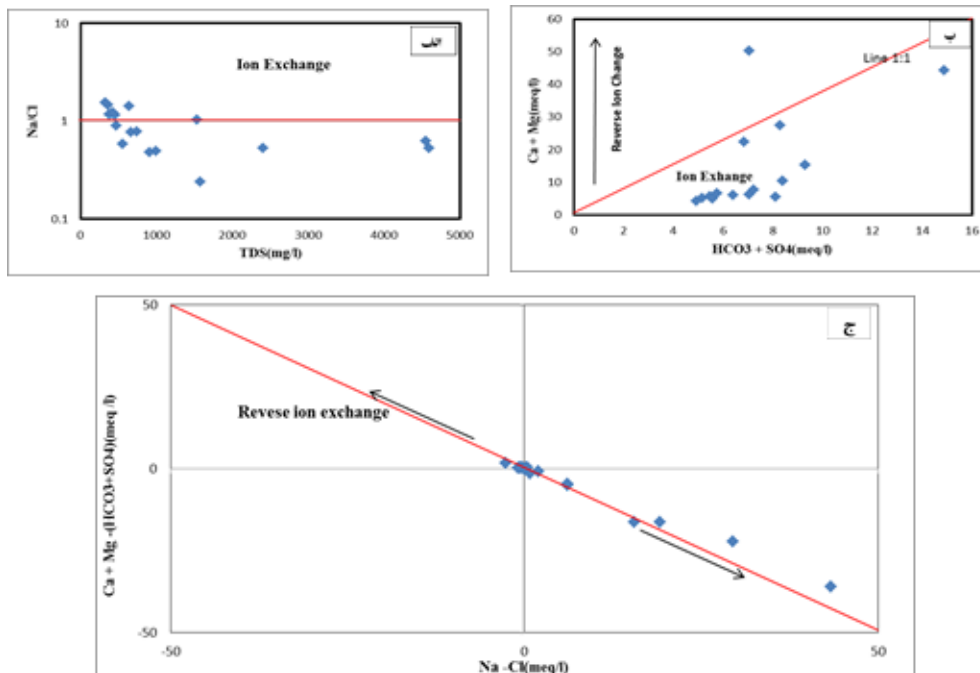 الف
Ion Exchange
Na/Cl
10
1
0.1
0
1000
2000
3000
4000
5000
TDS(mg/l)
ب
Line 1:1
Reverse Ion Change
Ion Exhange
Ca + Mg(meq/l)
60
50
40
30
20
10
0
0
2
4
6
8
10
12
14
16
HCO3 + SO4(meq/l)
ج
Revese ion exchange
Ca + Mg -(HCO3+SO4)(meq/l)
50
0
-50
-50
0
50
Na -Cl(meq/l)